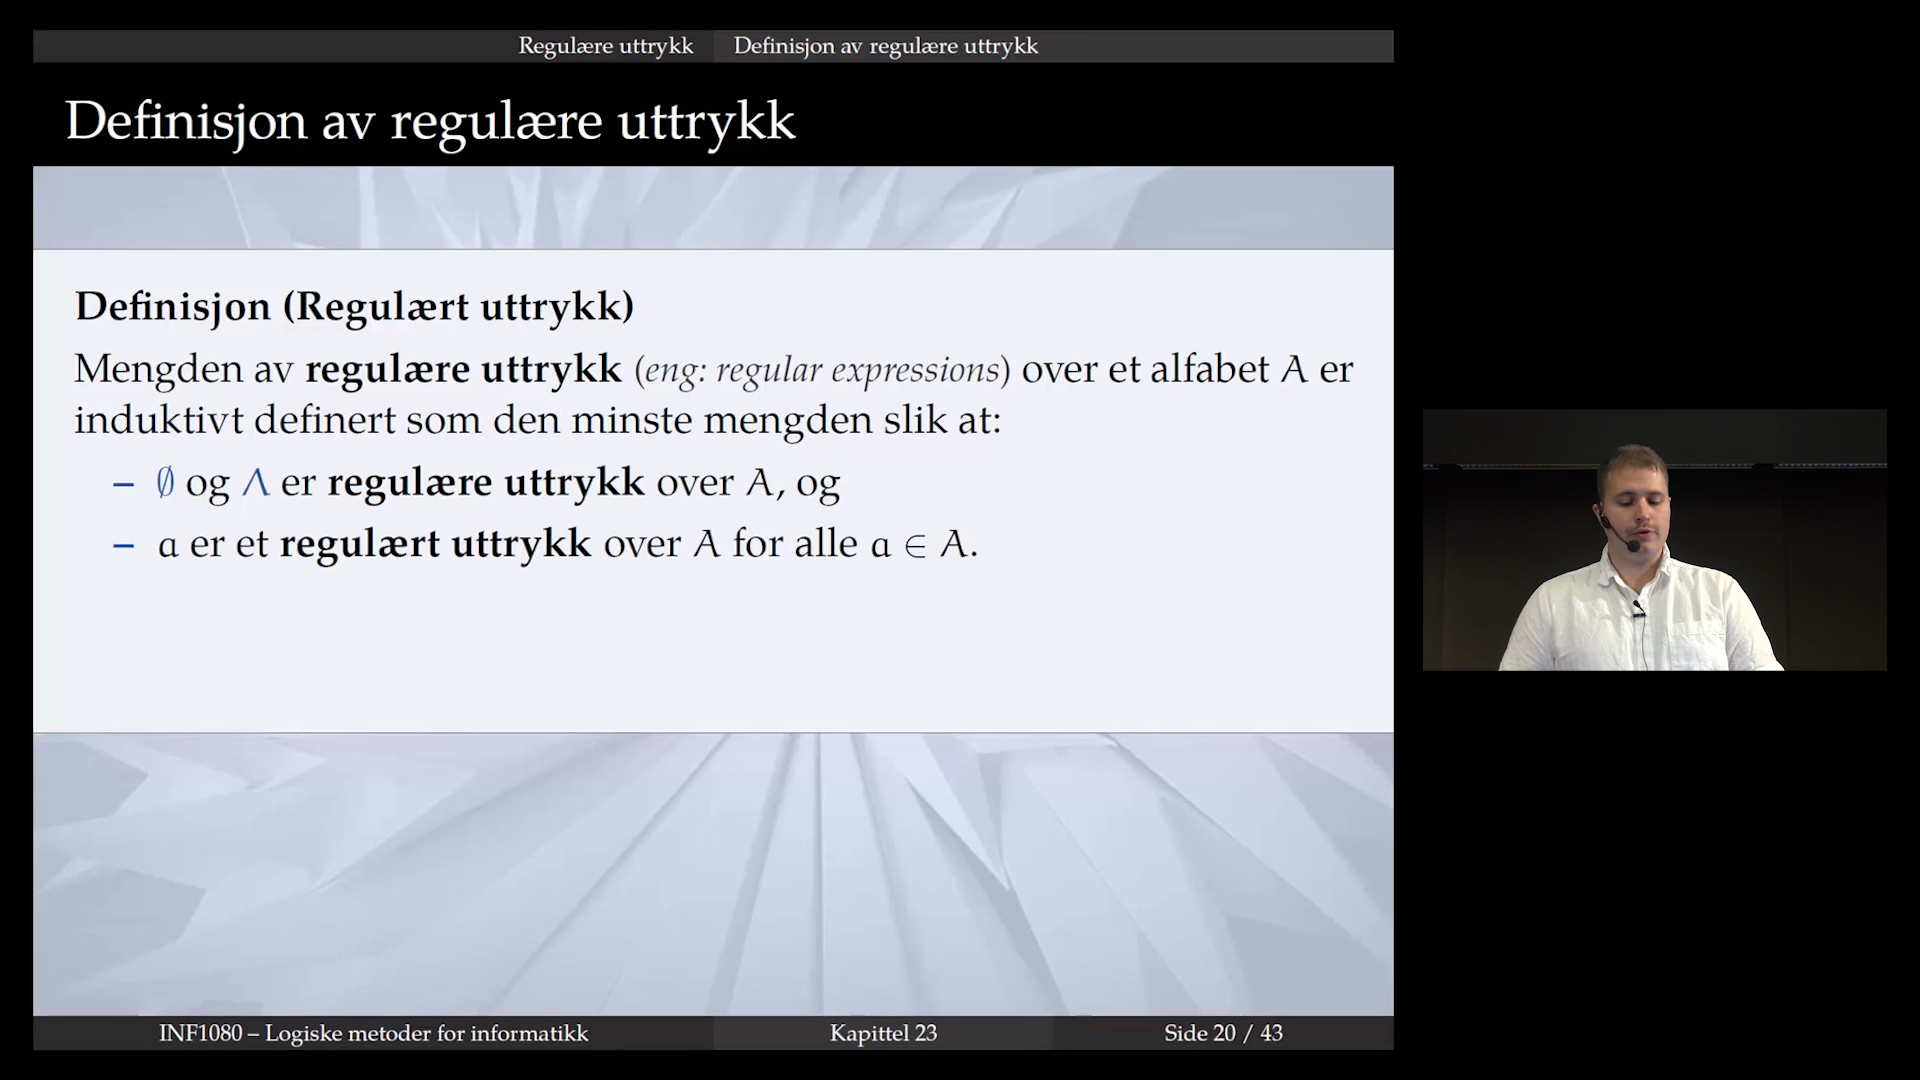 Regulære uttrykk Definisjon av regulære uttrykk
Definisjon av regulære uttrykk
Definisjon (Regulært uttrykk)
Mengden av regulære uttrykk (eng: regular expressions) over et alfabet A er
induktivt definert som den minste mengden slik at:
– ∅ og Λ er regulære uttrykk over A, og
– a er et regulært uttrykk over A for alle a ∈ A.
INF1080 – Logiske metoder for informatikk Kapittel 23 Side 20 / 43